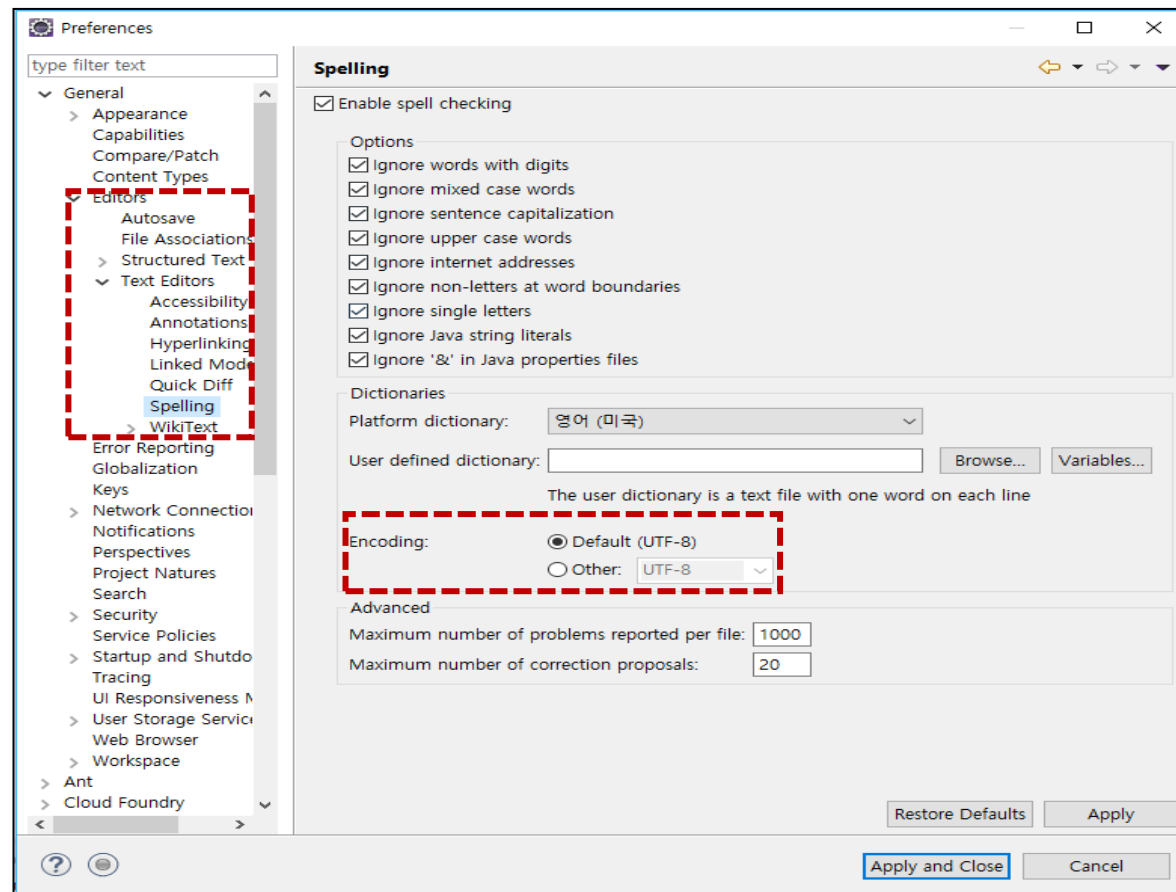 Preferences
type filter text
General
Appearance
Capabilities
Compare/Patch
Content Types
Editors
Autosave
File Associations
Structured Text
Text Editors
Accessibility
Annotations
Hyperlinking
Linked Mode
Quick Diff
Spelling
WikiText
Error Reporting
Globalization
Keys
Network Connection
Notifications
Perspectives
Project Natures
Search
Security
Service Policies
Startup and Shutdo
Tracing
UI Responsiveness M
User Storage Service
Web Browser
Workspace
Ant
Cloud Foundry
Spelling
Enable spell checking
Options
Ignore words with digits
Ignore mixed case words
Ignore sentence capitalization
Ignore upper case words
Ignore internet addresses
Ignore non-letters at word boundaries
Ignore single letters
Ignore Java string literals
Ignore '&' in Java properties files
Dictionaries
Platform dictionary: 영어 (미국)
User defined dictionary: Browse... Variables...
The user dictionary is a text file with one word on each line
Encoding: Default (UTF-8)
Other: UTF-8
Advanced
Maximum number of problems reported per file: 1000
Maximum number of correction proposals: 20
Restore Defaults Apply
? Apply and Close Cancel